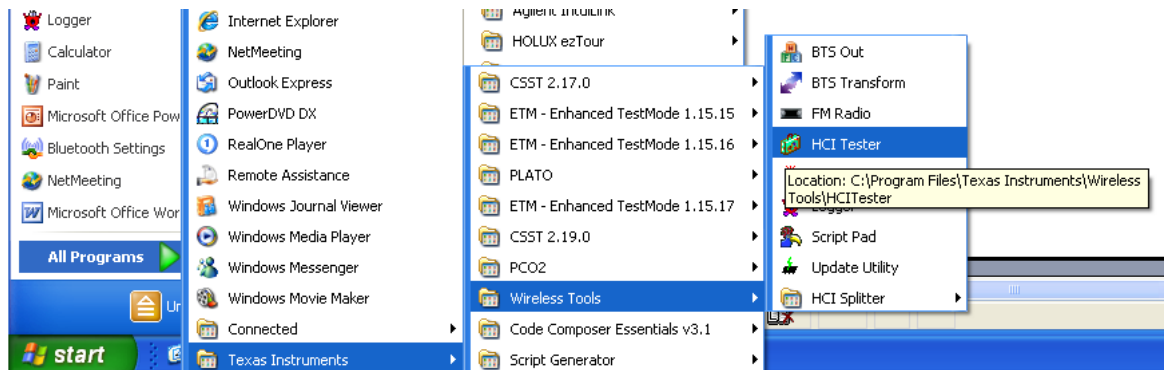 Logger
Calculator
Paint
Microsoft Office Pow
Bluetooth Settings
NetMeeting
Microsoft Office Wor
All Programs
start
Internet Explorer
NetMeeting
Outlook Express
PowerDVD DX
RealOne Player
Remote Assistance
Windows Journal Viewer
Windows Media Player
Windows Messenger
Windows Movie Maker
Connected
Texas Instruments
Agilent IntuiLink
HOLUX ezTour
CSST 2.17.0
ETM - Enhanced TestMode 1.15.15
ETM - Enhanced TestMode 1.15.16
PLATO
ETM - Enhanced TestMode 1.15.17
CSST 2.19.0
PCO2
Wireless Tools
Code Composer Essentials v3.1
Script Generator
BTS Out
BTS Transform
FM Radio
HCI Tester
Location: C:\Program Files\Texas Instruments\Wireless
Tools\HCITester
Logger
Script Pad
Update Utility
HCI Splitter